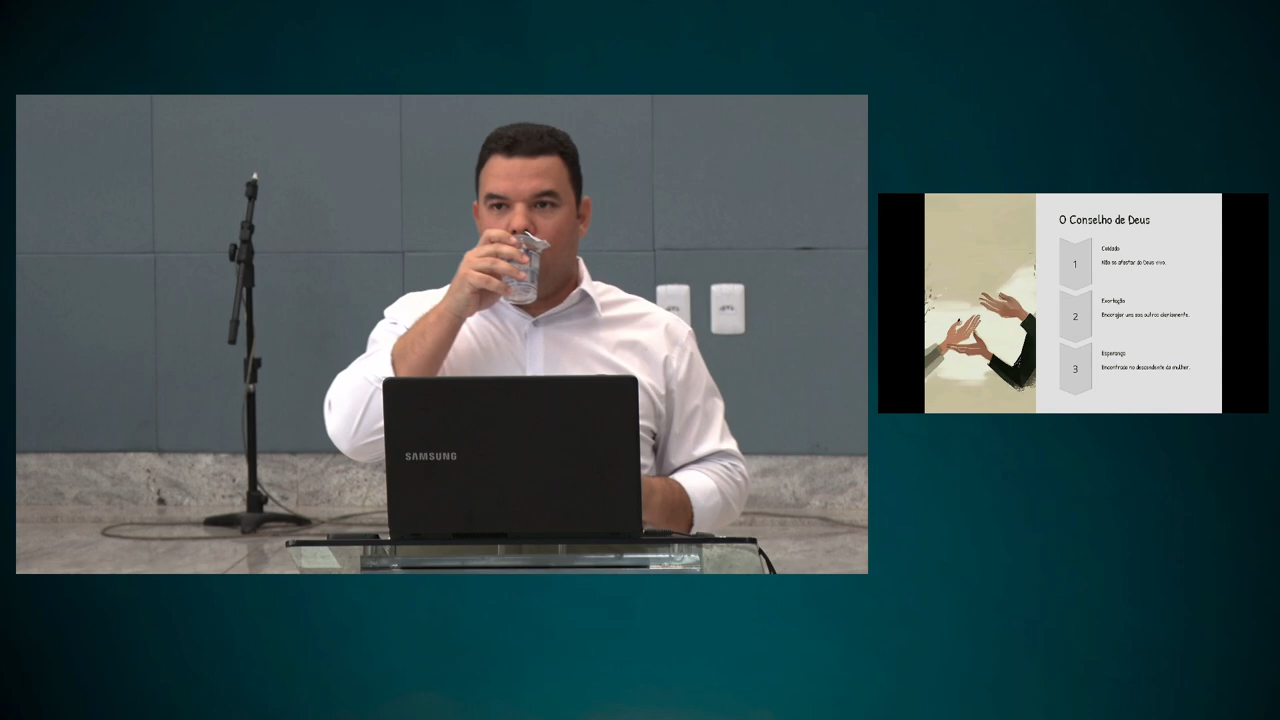 SAMSUNG
O Conselho de Deus
1
Cuidado
Não se afastar do Deus vivo.
2
Exortação
Encorajar uns aos outros diariamente.
3
Esperança
Encontrada no descendente da mulher.